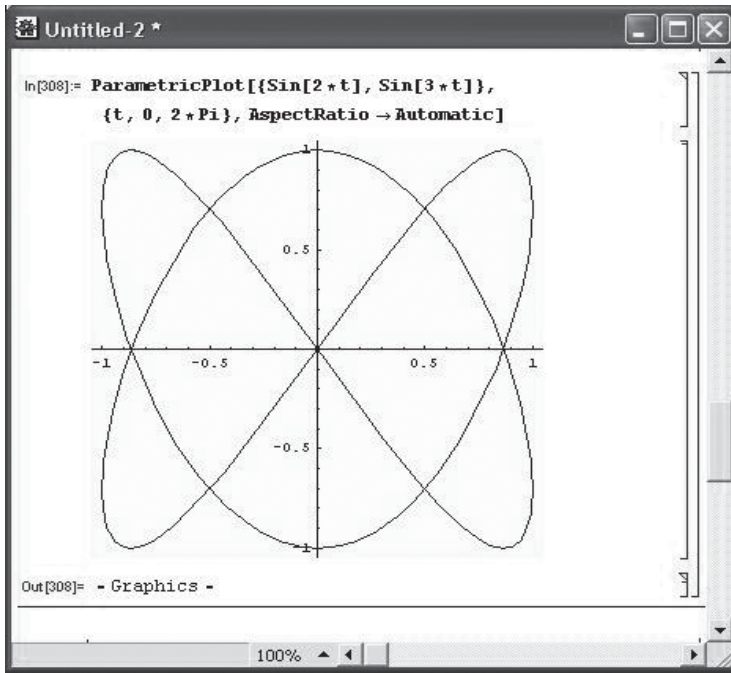 Untitled-2 *
In[308]:= ParametricPlot[{Sin[2*t], Sin[3*t]},
{t, 0, 2*Pi}, AspectRatio→Automatic]
1
0.5
-1 -0.5 0.5 1
-0.5
-1
Out[308]= - Graphics -
100%